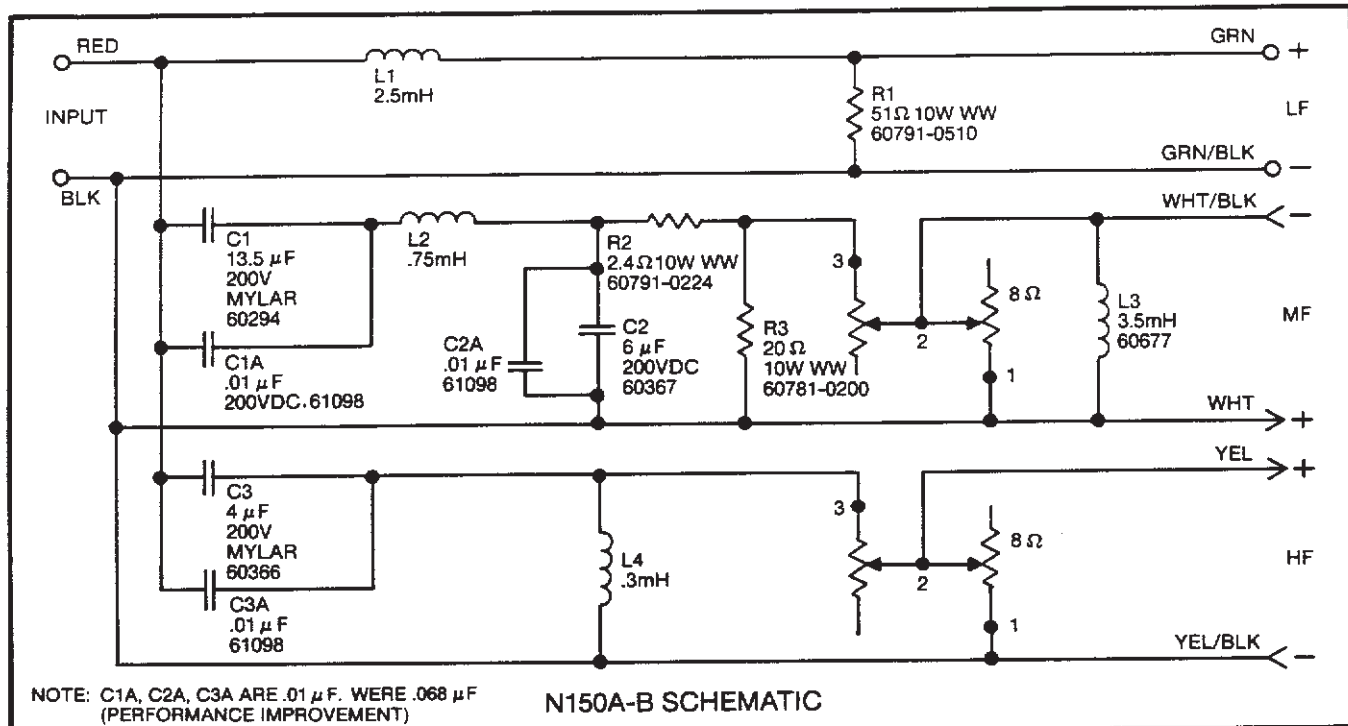 RED
GRN
+
L1
2.5mH
INPUT
R1
51Ω 10W WW
60791-0510
LF
GRN/BLK
−
BLK
WHT/BLK
−
C1
13.5 μF
200V
MYLAR
60294
L2
.75mH
R2
2.4Ω 10W WW
60791-0224
3
8Ω
L3
3.5mH
60677
MF
2
R3
20 Ω
10W WW
60781-0200
C2
6 μF
200VDC
60367
C2A
.01 μF
61098
C1A
.01 μF
200VDC.61098
1
WHT
+
YEL
+
C3
4 μF
200V
MYLAR
60366
3
8Ω
L4
.3mH
2
HF
C3A
.01 μF
61098
1
YEL/BLK
−
NOTE: C1A, C2A, C3A ARE .01 μF. WERE .068 μF
(PERFORMANCE IMPROVEMENT)
N150A-B SCHEMATIC